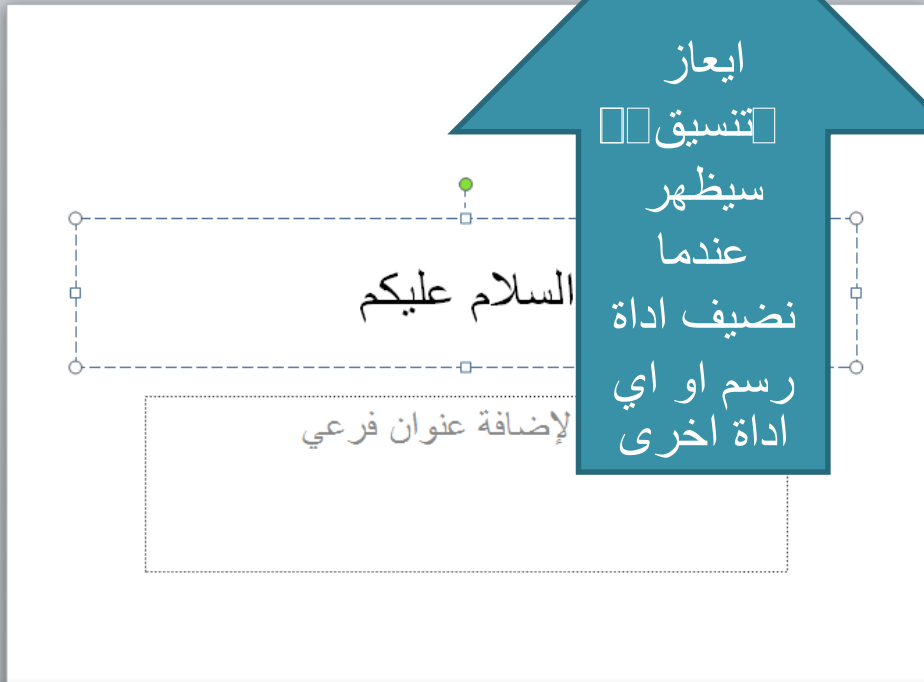 ايعاز
تنسيق
سيظهر
عندما
نضيف اداة
رسم او اي
اداة اخرى
السلام عليكم
لإضافة عنوان فرعي